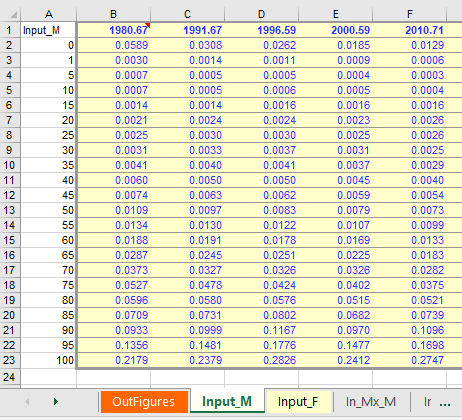 A B C D E F
1 Input_M 1980.67 1991.67 1996.59 2000.59 2010.71
2 0 0.0589 0.0308 0.0262 0.0185 0.0129
3 1 0.0030 0.0014 0.0011 0.0009 0.0006
4 5 0.0007 0.0005 0.0005 0.0004 0.0003
5 10 0.0007 0.0005 0.0006 0.0005 0.0004
6 15 0.0014 0.0014 0.0016 0.0016 0.0016
7 20 0.0021 0.0024 0.0024 0.0023 0.0026
8 25 0.0025 0.0030 0.0030 0.0025 0.0026
9 30 0.0031 0.0033 0.0037 0.0031 0.0025
10 35 0.0041 0.0040 0.0041 0.0037 0.0029
11 40 0.0060 0.0050 0.0050 0.0045 0.0040
12 45 0.0074 0.0063 0.0062 0.0059 0.0054
13 50 0.0109 0.0097 0.0083 0.0079 0.0073
14 55 0.0134 0.0130 0.0122 0.0107 0.0099
15 60 0.0188 0.0191 0.0178 0.0169 0.0133
16 65 0.0287 0.0245 0.0251 0.0225 0.0183
17 70 0.0373 0.0327 0.0326 0.0326 0.0282
18 75 0.0527 0.0478 0.0424 0.0402 0.0375
19 80 0.0596 0.0580 0.0576 0.0515 0.0521
20 85 0.0709 0.0731 0.0802 0.0682 0.0739
21 90 0.0933 0.0999 0.1167 0.0970 0.1096
22 95 0.1356 0.1481 0.1776 0.1477 0.1698
23 100 0.2179 0.2379 0.2826 0.2412 0.2747
24
OutFigures Input_M Input_F In_Mx_M Ir ...